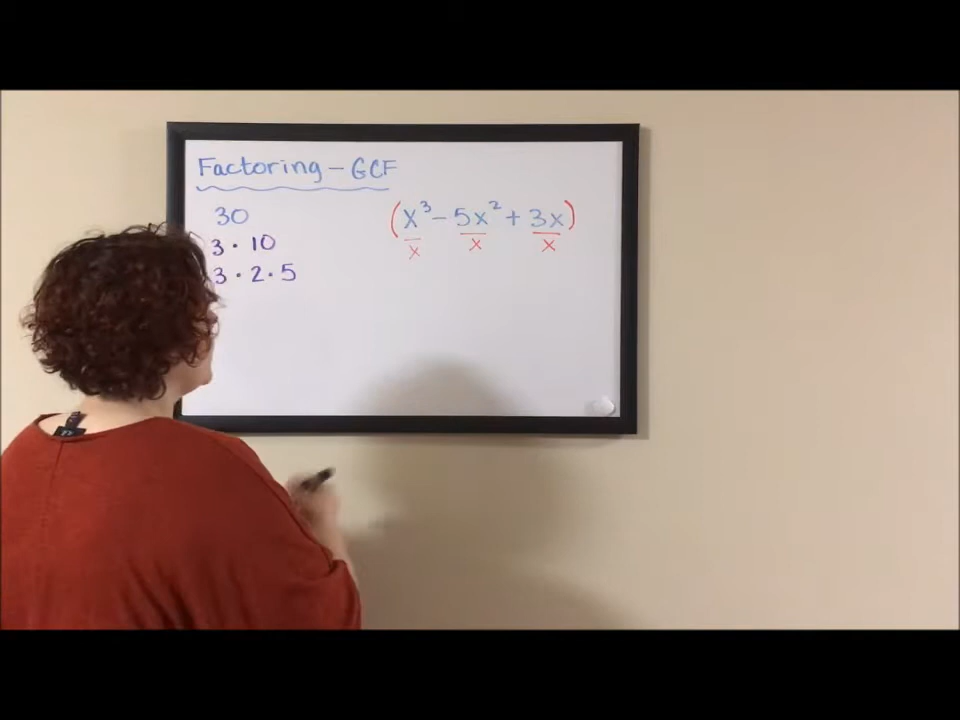 Factoring - GCF
30
3 · 10
3 · 2 · 5
(x³ - 5x² + 3x)
x x x